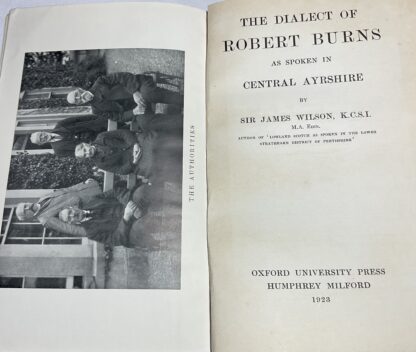 THE AUTHORITIES
THE DIALECT OF
ROBERT BURNS
AS SPOKEN IN
CENTRAL AYRSHIRE
BY
SIR JAMES WILSON, K.C.S.I.
M.A. EDIN.
AUTHOR OF 'LOWLAND SCOTCH AS SPOKEN IN THE LOWER
STRATHEARN DISTRICT OF PERTHSHIRE'
OXFORD UNIVERSITY PRESS
HUMPHREY MILFORD
1923